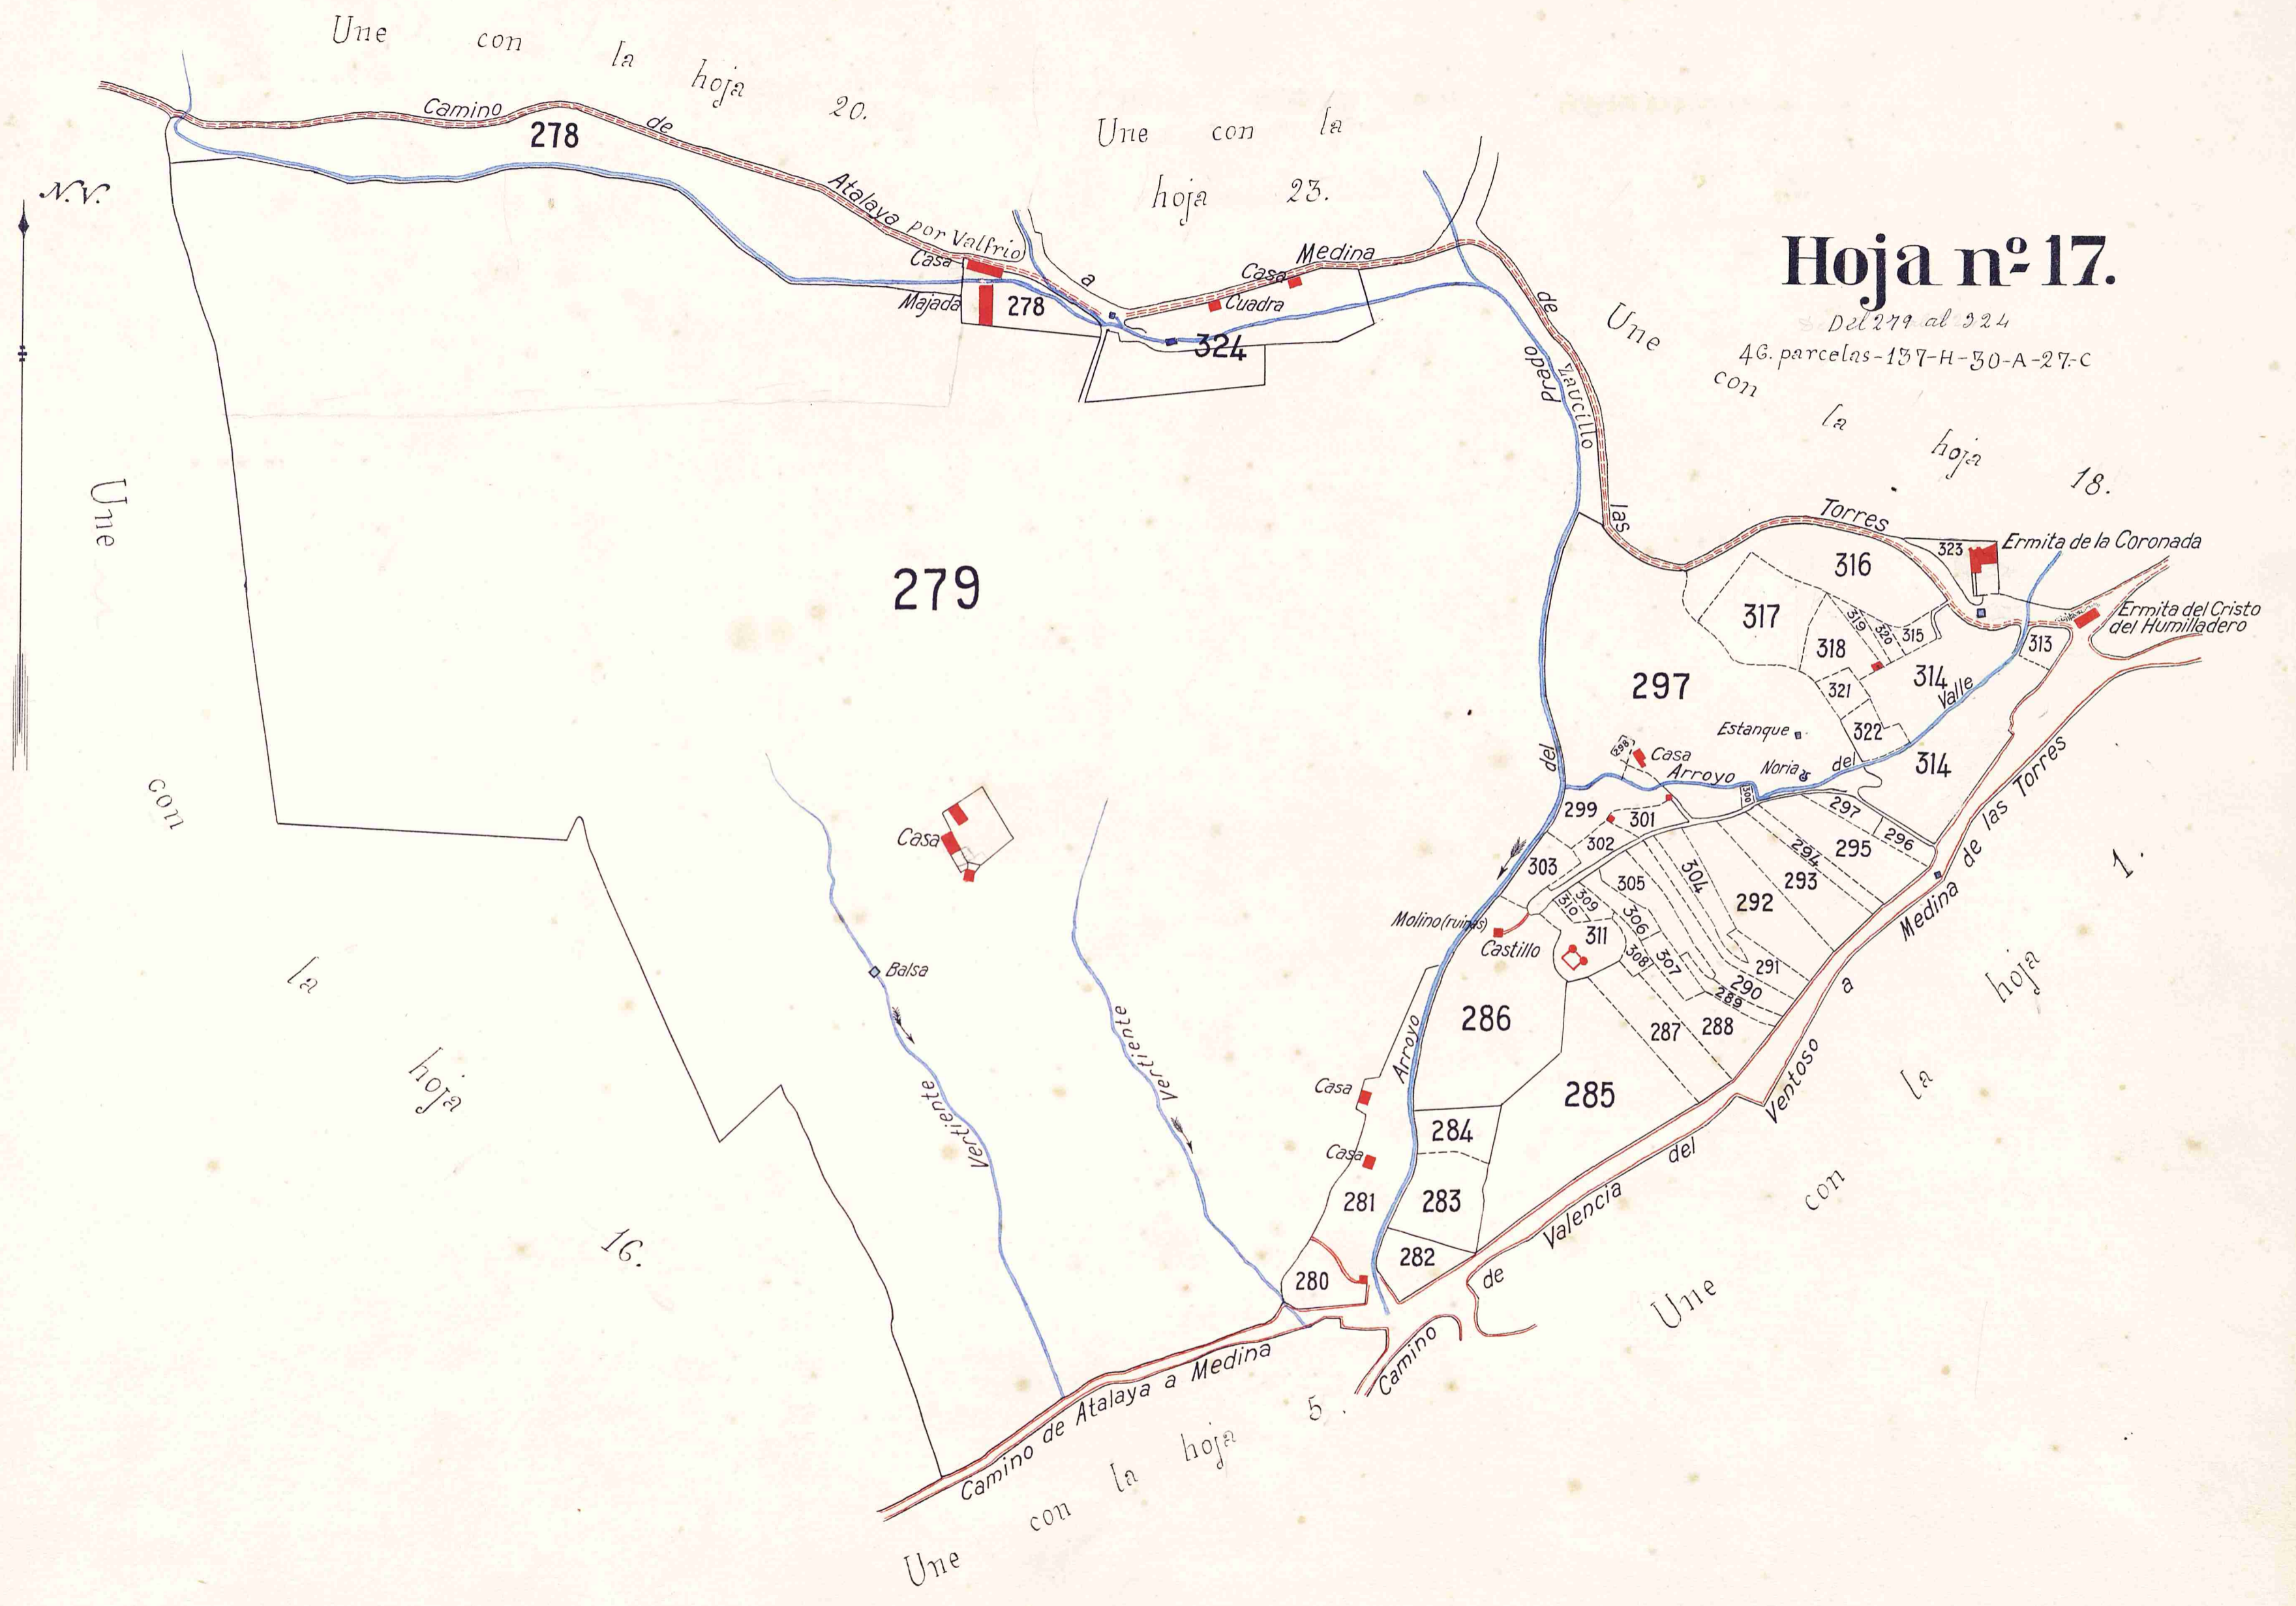 Une con la hoja 20.
Une con la
hoja 23.
N.V.
Hoja nº 17.
Del 279 al 324
46. parcelas-137-H-30-A-27-C
Une con la hoja 18.
Camino de Atalaya por Valfrio a Medina de las Torres
278
Casa
Majada
278
Casa
Cuadra
324
Prado Zaucillo
279
Une con la hoja 16.
Casa
Balsa
Vertiente
Vertiente
297
316
323
Ermita de la Coronada
Ermita del Cristo
del Humilladero
317
318
319
320
315
313
314
321
322
314
Estanque
Noria
298
Casa
Arroyo del Valle
299
300
301
302
303
297
296
295
294
293
292
304
305
306
307
308
309
310
311
291
290
289
288
287
Molino (ruinas)
Castillo
286
285
284
283
282
281
280
Casa
Casa
Arroyo del
Camino de Valencia del Ventoso a Medina de las Torres
Camino de Atalaya a Medina
Une con la hoja 1.
Une con la hoja 5.